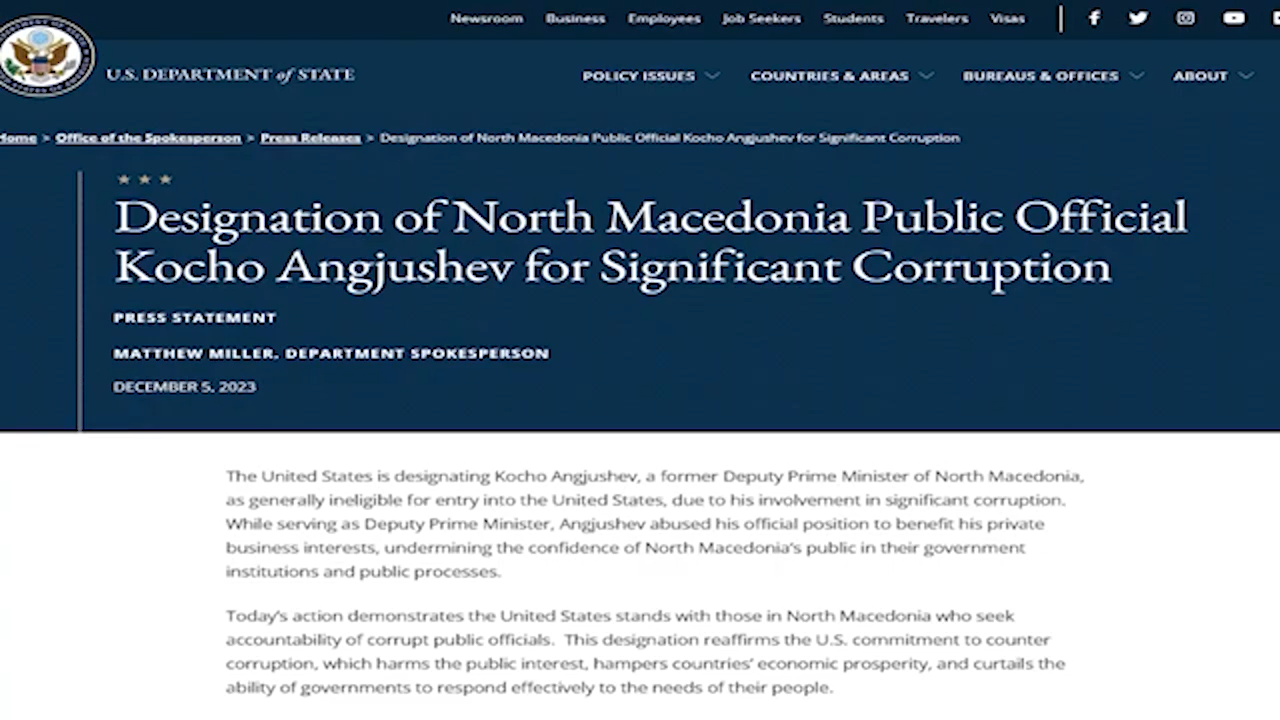 Newsroom Business Employees Job Seekers Students Travelers Visas
U.S. DEPARTMENT of STATE
POLICY ISSUES COUNTRIES & AREAS BUREAUS & OFFICES ABOUT
Home > Office of the Spokesperson > Press Releases > Designation of North Macedonia Public Official Kocho Angjushev for Significant Corruption
Designation of North Macedonia Public Official
Kocho Angjushev for Significant Corruption
PRESS STATEMENT
MATTHEW MILLER, DEPARTMENT SPOKESPERSON
DECEMBER 5, 2023
The United States is designating Kocho Angjushev, a former Deputy Prime Minister of North Macedonia,
as generally ineligible for entry into the United States, due to his involvement in significant corruption.
While serving as Deputy Prime Minister, Angjushev abused his official position to benefit his private
business interests, undermining the confidence of North Macedonia's public in their government
institutions and public processes.
Today's action demonstrates the United States stands with those in North Macedonia who seek
accountability of corrupt public officials.  This designation reaffirms the U.S. commitment to counter
corruption, which harms the public interest, hampers countries' economic prosperity, and curtails the
ability of governments to respond effectively to the needs of their people.